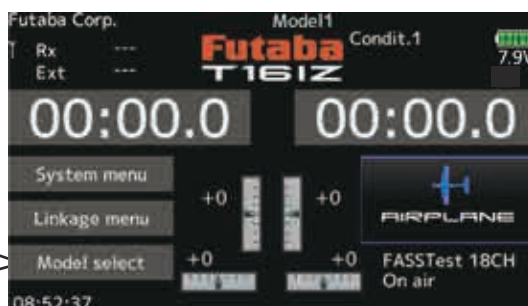 Futaba Corp.
Model1
Rx ---
Ext ---
Futaba
T16IZ
Condit.1
7.9V
00:00.0
00:00.0
System menu
Linkage menu
Model select
+0
+0
+0
+0
AIRPLANE
FASSTest 18CH
On air
08:52:37